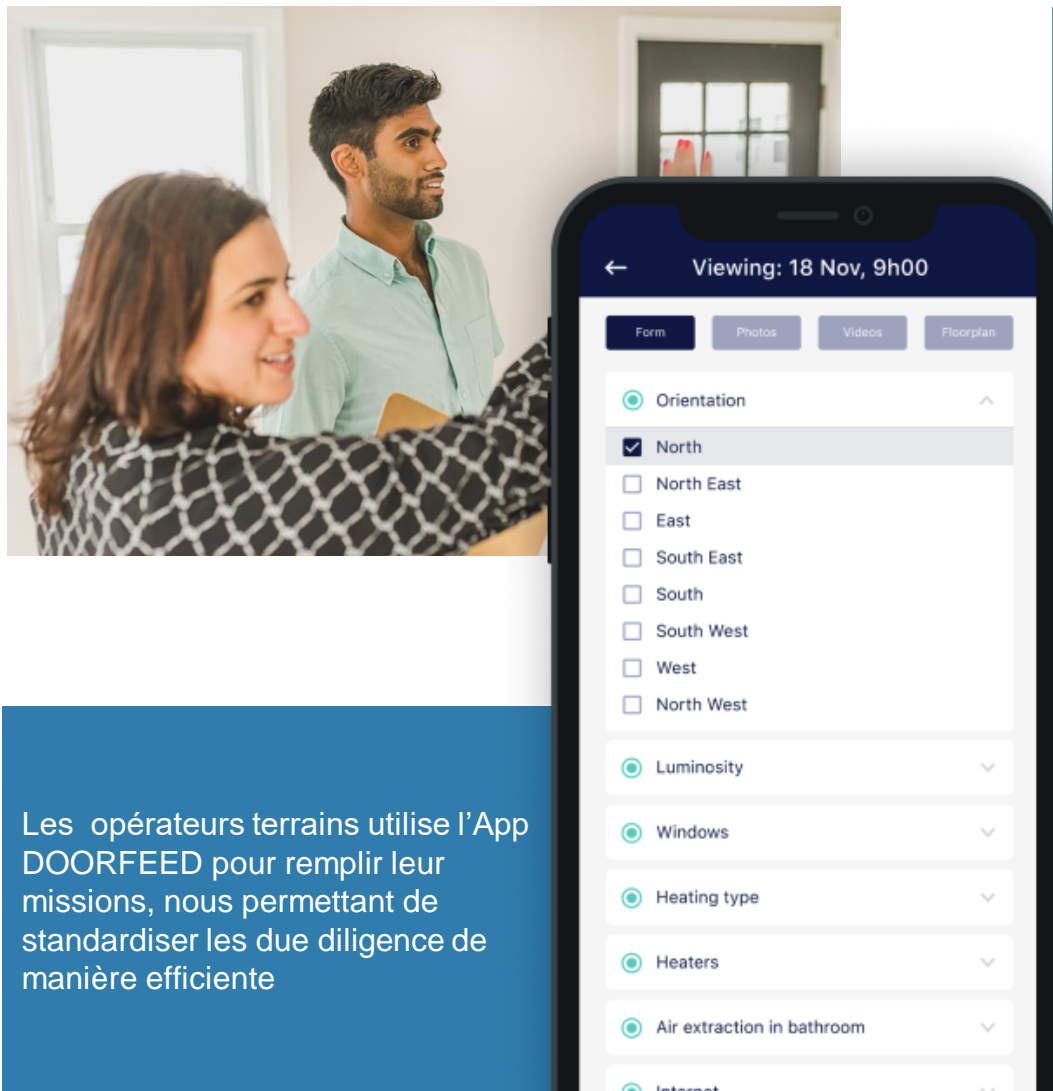 Viewing: 18 Nov, 9h00
Form
Photos
Videos
Floorplan
Orientation
North
North East
East
South East
South
South West
West
North West
Luminosity
Windows
Heating type
Heaters
Air extraction in bathroom
Internet
Les opérateurs terrains utilise l’App
DOORFEED pour remplir leur
missions, nous permettant de
standardiser les due diligence de
manière efficiente